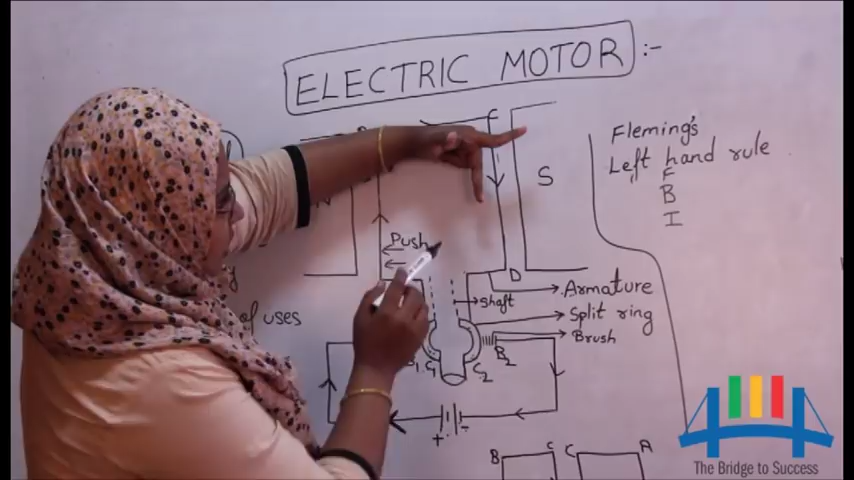 ELECTRIC MOTOR :-
C
Fleming's
Left hand rule
F
B
I
S
Push
D
Armature
shaft
Split ring
Brush
of uses
C1
B2
C2
+
-
B C C A
The Bridge to Success